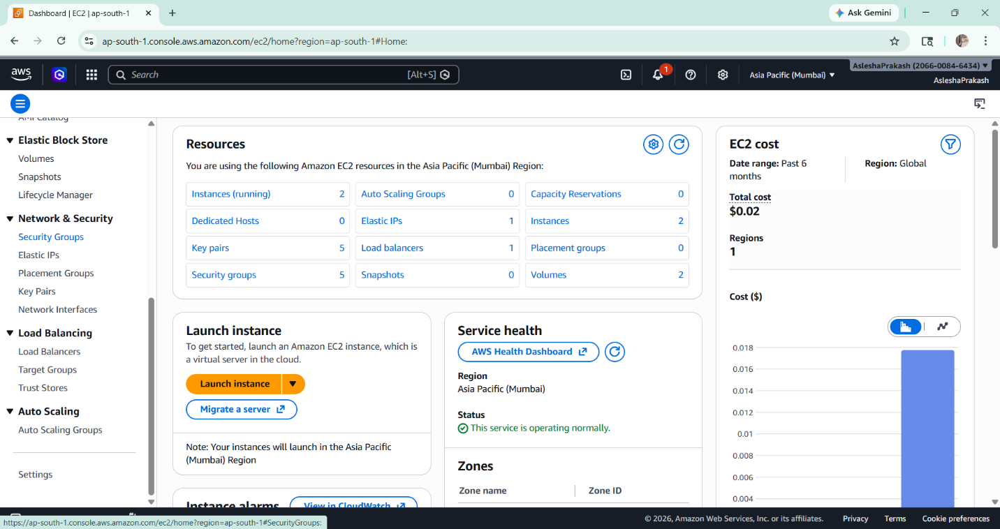 Dashboard | EC2 | ap-south-1
Ask Gemini
ap-south-1.console.aws.amazon.com/ec2/home?region=ap-south-1#Home:
aws
Search
[Alt+S]
1
Asia Pacific (Mumbai)
AsleshaPrakash (2066-0084-6434)
AsleshaPrakash
AMI Catalog
Elastic Block Store
Volumes
Snapshots
Lifecycle Manager
Network & Security
Security Groups
Elastic IPs
Placement Groups
Key Pairs
Network Interfaces
Load Balancing
Load Balancers
Target Groups
Trust Stores
Auto Scaling
Auto Scaling Groups
Settings
Resources
You are using the following Amazon EC2 resources in the Asia Pacific (Mumbai) Region:
Instances (running) 2
Auto Scaling Groups 0
Capacity Reservations 0
Dedicated Hosts 0
Elastic IPs 1
Instances 2
Key pairs 5
Load balancers 1
Placement groups 0
Security groups 5
Snapshots 0
Volumes 2
Launch instance
To get started, launch an Amazon EC2 instance, which is
a virtual server in the cloud.
Launch instance
Migrate a server
Note: Your instances will launch in the Asia Pacific
(Mumbai) Region
Instance alarms
View in CloudWatch
Service health
AWS Health Dashboard
Region
Asia Pacific (Mumbai)
Status
This service is operating normally.
Zones
Zone name
Zone ID
EC2 cost
Date range: Past 6
months
Region: Global
Total cost
$0.02
Regions
1
Cost ($)
0.018
0.016
0.014
0.012
0.01
0.008
0.006
0.004
https://ap-south-1.console.aws.amazon.com/ec2/home?region=ap-south-1#SecurityGroups:
© 2026, Amazon Web Services, Inc. or its affiliates.
Privacy
Terms
Cookie preferences